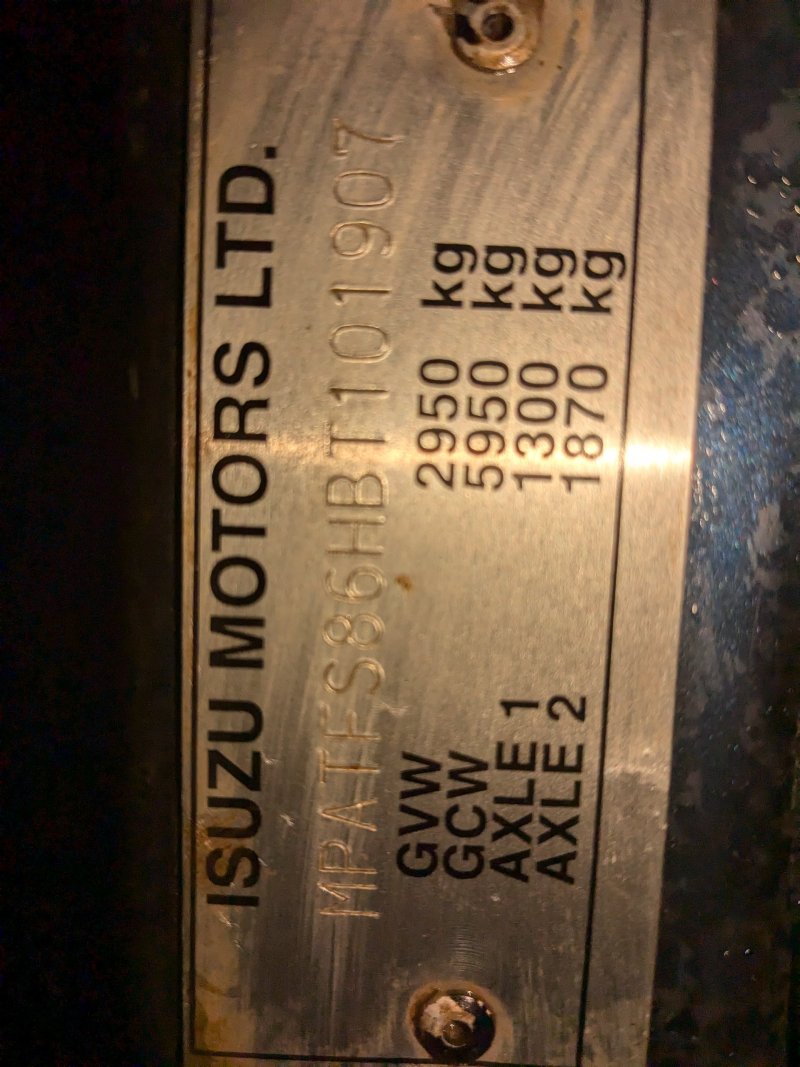 ISUZU MOTORS LTD.
MPATFS86HBT101907
GVW 2950 kg
GCW 5950 kg
AXLE 1 1300 kg
AXLE 2 1870 kg